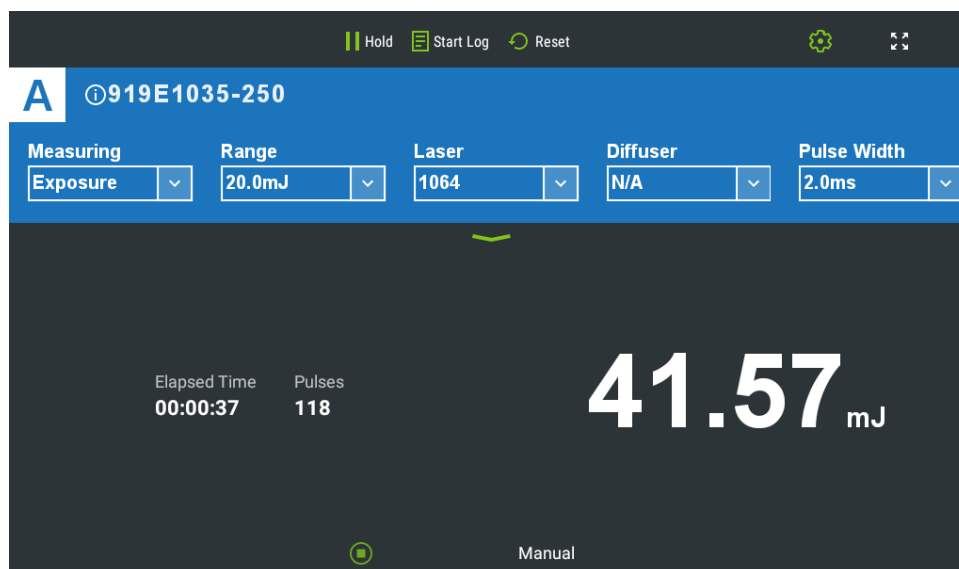 Hold Start Log Reset
A ⓘ919E1035-250
Measuring Range Laser Diffuser Pulse Width
Exposure 20.0mJ 1064 N/A 2.0ms
Elapsed Time Pulses
00:00:37 118
41.57 mJ
Manual